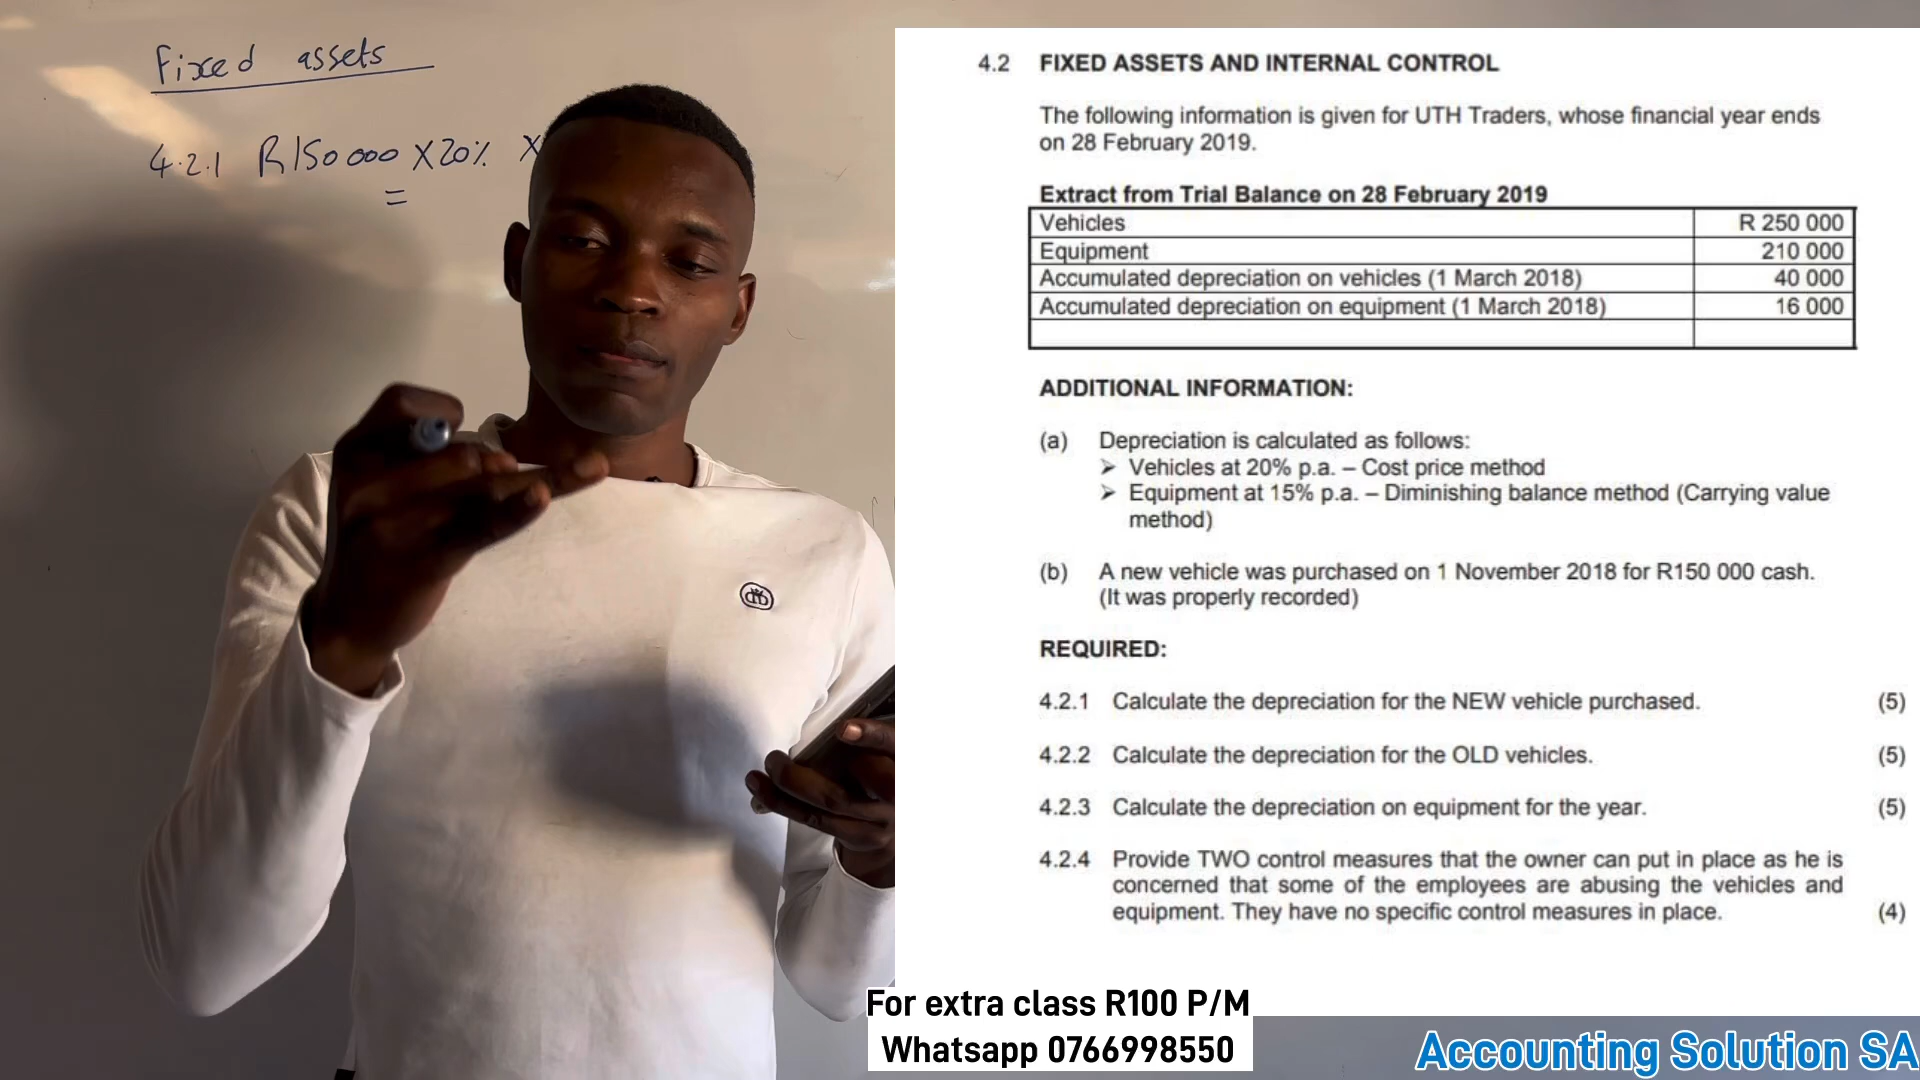 Fixed assets
4.2.1 R150 000 X 20% X
=
4.2 FIXED ASSETS AND INTERNAL CONTROL
The following information is given for UTH Traders, whose financial year ends
on 28 February 2019.
Extract from Trial Balance on 28 February 2019
Vehicles R 250 000
Equipment 210 000
Accumulated depreciation on vehicles (1 March 2018) 40 000
Accumulated depreciation on equipment (1 March 2018) 16 000
ADDITIONAL INFORMATION:
(a) Depreciation is calculated as follows:
➢ Vehicles at 20% p.a. – Cost price method
➢ Equipment at 15% p.a. – Diminishing balance method (Carrying value
method)
(b) A new vehicle was purchased on 1 November 2018 for R150 000 cash.
(It was properly recorded)
REQUIRED:
4.2.1 Calculate the depreciation for the NEW vehicle purchased. (5)
4.2.2 Calculate the depreciation for the OLD vehicles. (5)
4.2.3 Calculate the depreciation on equipment for the year. (5)
4.2.4 Provide TWO control measures that the owner can put in place as he is
concerned that some of the employees are abusing the vehicles and
equipment. They have no specific control measures in place. (4)
For extra class R100 P/M
Whatsapp 0766998550
Accounting Solution SA